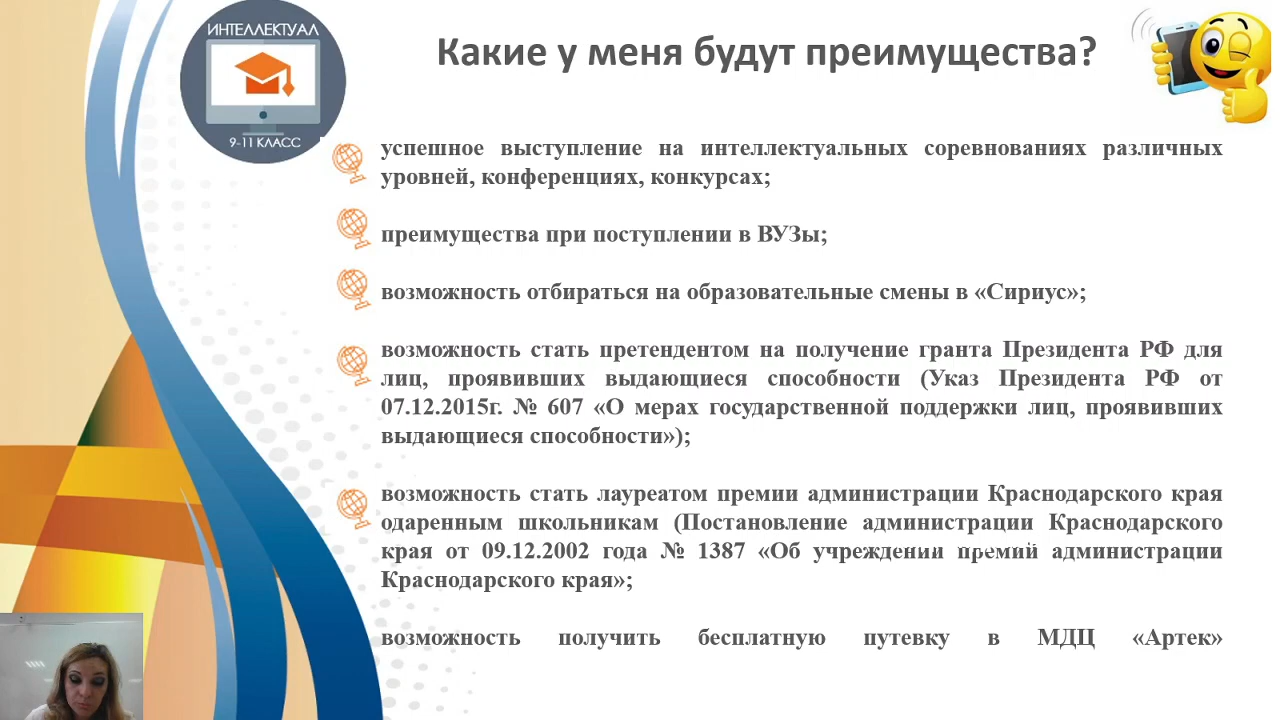 ИНТЕЛЛЕКТУАЛ
9-11 КЛАСС
Какие у меня будут преимущества?
успешное выступление на интеллектуальных соревнованиях различных
уровней, конференциях, конкурсах;
преимущества при поступлении в ВУЗы;
возможность отбираться на образовательные смены в «Сириус»;
возможность стать претендентом на получение гранта Президента РФ для
лиц, проявивших выдающиеся способности (Указ Президента РФ от
07.12.2015г. № 607 «О мерах государственной поддержки лиц, проявивших
выдающиеся способности»);
возможность стать лауреатом премии администрации Краснодарского края
одаренным школьникам (Постановление администрации Краснодарского
края от 09.12.2002 года № 1387 «Об учреждении премий администрации
Краснодарского края»;
возможность получить бесплатную путевку в МДЦ «Артек»